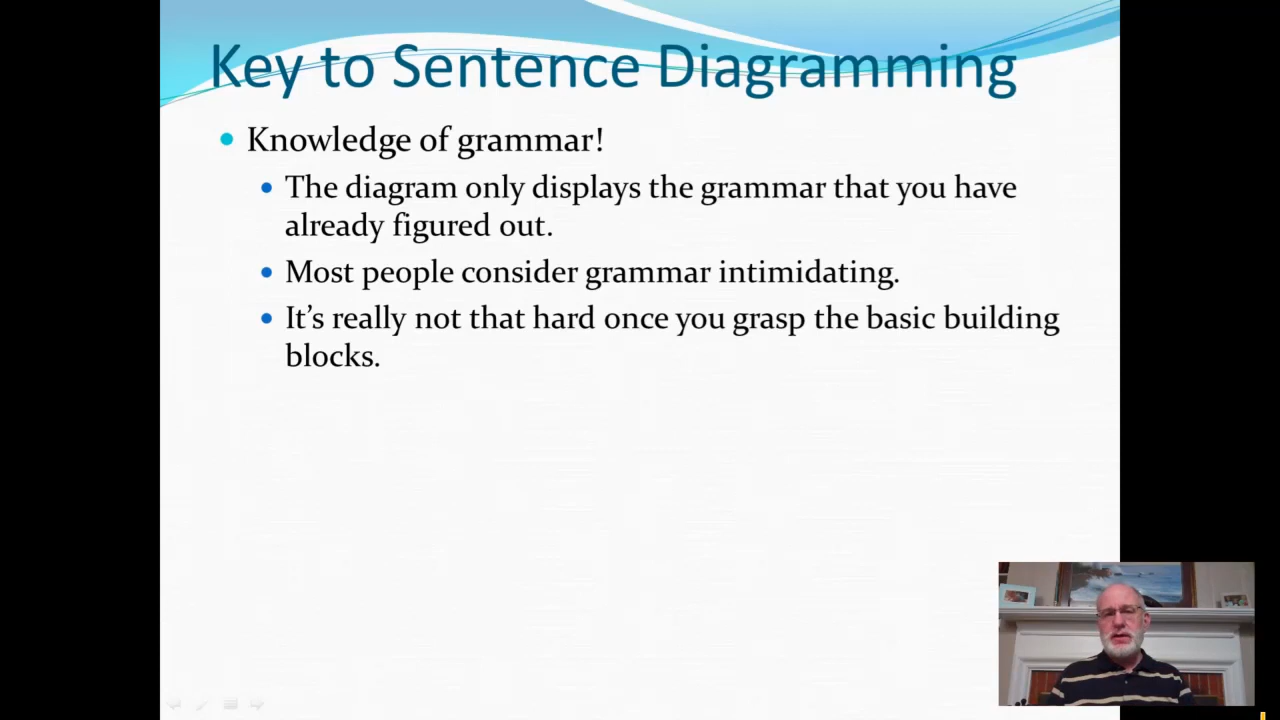 Key to Sentence Diagramming
Knowledge of grammar!
The diagram only displays the grammar that you have
already figured out.
Most people consider grammar intimidating.
It's really not that hard once you grasp the basic building
blocks.